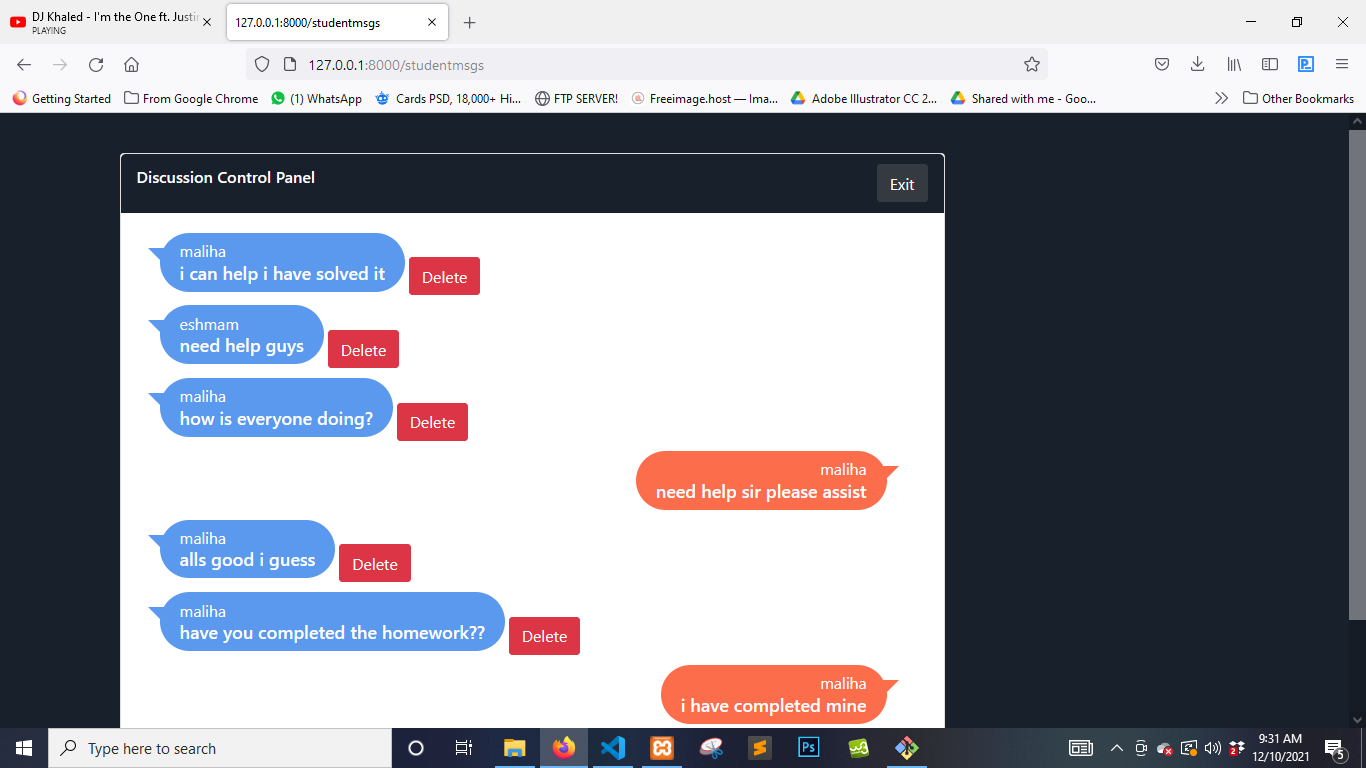 DJ Khaled - I'm the One ft. Justin
PLAYING
127.0.0.1:8000/studentmsgs
127.0.0.1:8000/studentmsgs
Getting Started
From Google Chrome
(1) WhatsApp
Cards PSD, 18,000+ Hi...
FTP SERVER!
Freeimage.host — Ima...
Adobe Illustrator CC 2...
Shared with me - Goo...
Other Bookmarks
Discussion Control Panel
Exit
maliha
i can help i have solved it
Delete
eshmam
need help guys
Delete
maliha
how is everyone doing?
Delete
maliha
need help sir please assist
maliha
alls good i guess
Delete
maliha
have you completed the homework??
Delete
maliha
i have completed mine
Type here to search
Ps
9:31 AM
12/10/2021
5